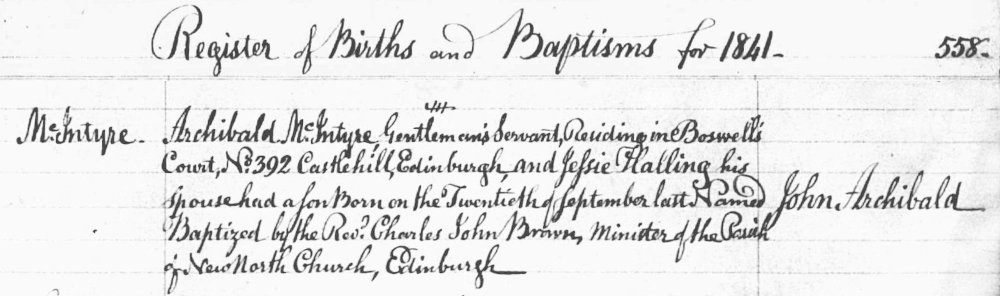 Register of Births and Baptisms for 1841- 558-
McIntyre. Archibald McIntyre, Gentleman's Servant, Residing in Boswell's
Court, No. 392 Castlehill, Edinburgh and Jessie Halling his
spouse had a son Born on the Twentieth of September last Named John Archibald
Baptized by the Revd. Charles John Brown, Minister of the Parish
of New North Church, Edinburgh